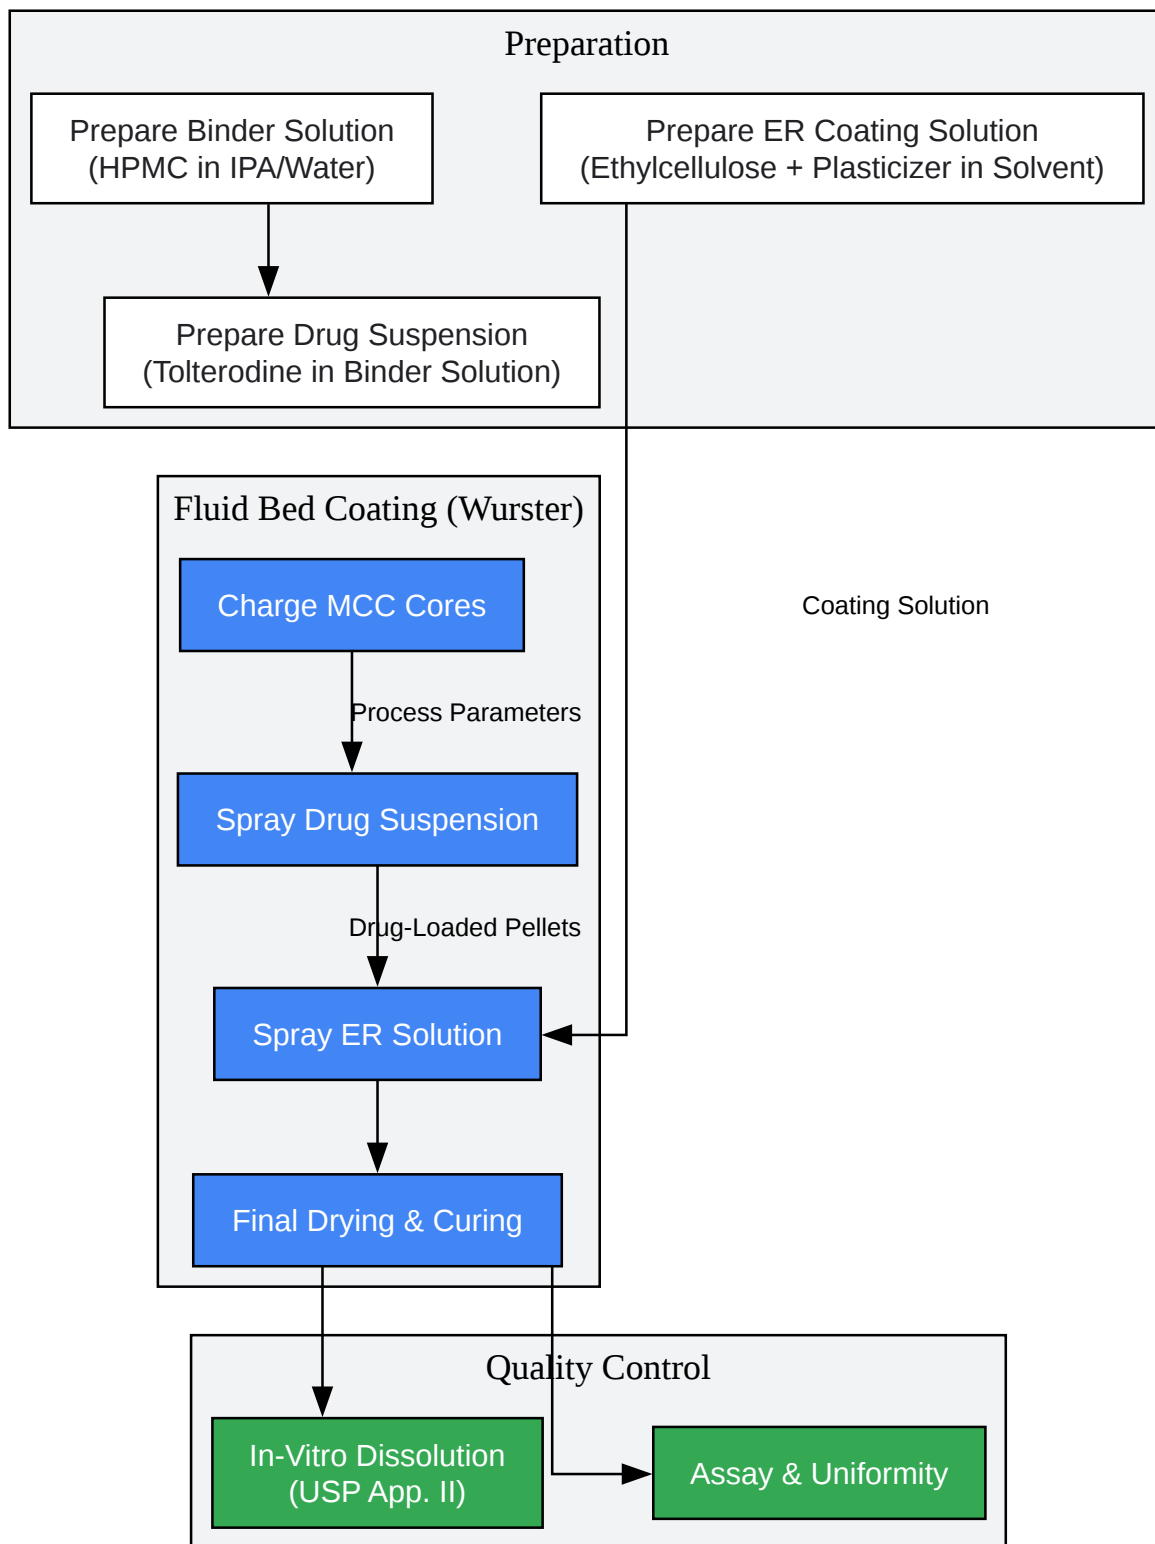 Preparation
Prepare Binder Solution
(HPMC in IPA/Water)
Prepare ER Coating Solution
(Ethylcellulose + Plasticizer in Solvent)
Prepare Drug Suspension
(Tolterodine in Binder Solution)
Fluid Bed Coating (Wurster)
Charge MCC Cores
Coating Solution
Process Parameters
Spray Drug Suspension
Drug-Loaded Pellets
Spray ER Solution
Final Drying & Curing
Quality Control
In-Vitro Dissolution
(USP App. II)
Assay & Uniformity